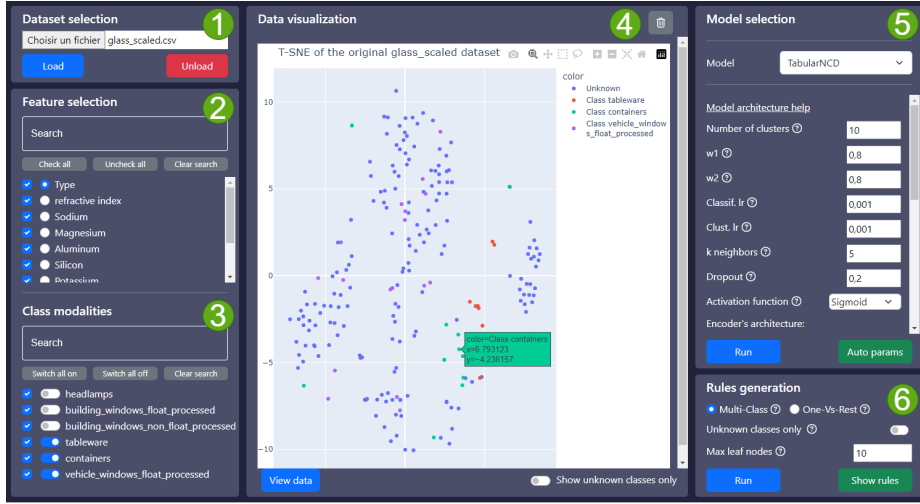 Dataset selection
1
Choisir un fichier glass_scaled.csv
Load
Unload
Feature selection
2
Search
Check all
Uncheck all
Clear search
Type
refractive index
Sodium
Magnesium
Aluminum
Silicon
Potassium
Class modalities
3
Search
Switch all on
Switch all off
Clear search
headlamps
building_windows_float_processed
building_windows_non_float_processed
tableware
containers
vehicle_windows_float_processed
Data visualization
4
T-SNE of the original glass_scaled dataset
color
Unknown
Class tableware
Class containers
Class vehicle_window
s_float_processed
10
5
0
−5
−10
color=Class containers
x=6.793123
y=−4.236157
View data
Show unknown classes only
Model selection
5
Model
TabularNCD
Model architecture help
Number of clusters ?
10
w1 ?
0,8
w2 ?
0,8
Classif. lr ?
0,001
Clust. lr ?
0,001
k neighbors ?
5
Dropout ?
0,2
Activation function ?
Sigmoid
Encoder's architecture:
Run
Auto params
Rules generation
6
Multi-Class ?
One-Vs-Rest ?
Unknown classes only ?
Max leaf nodes ?
10
Run
Show rules